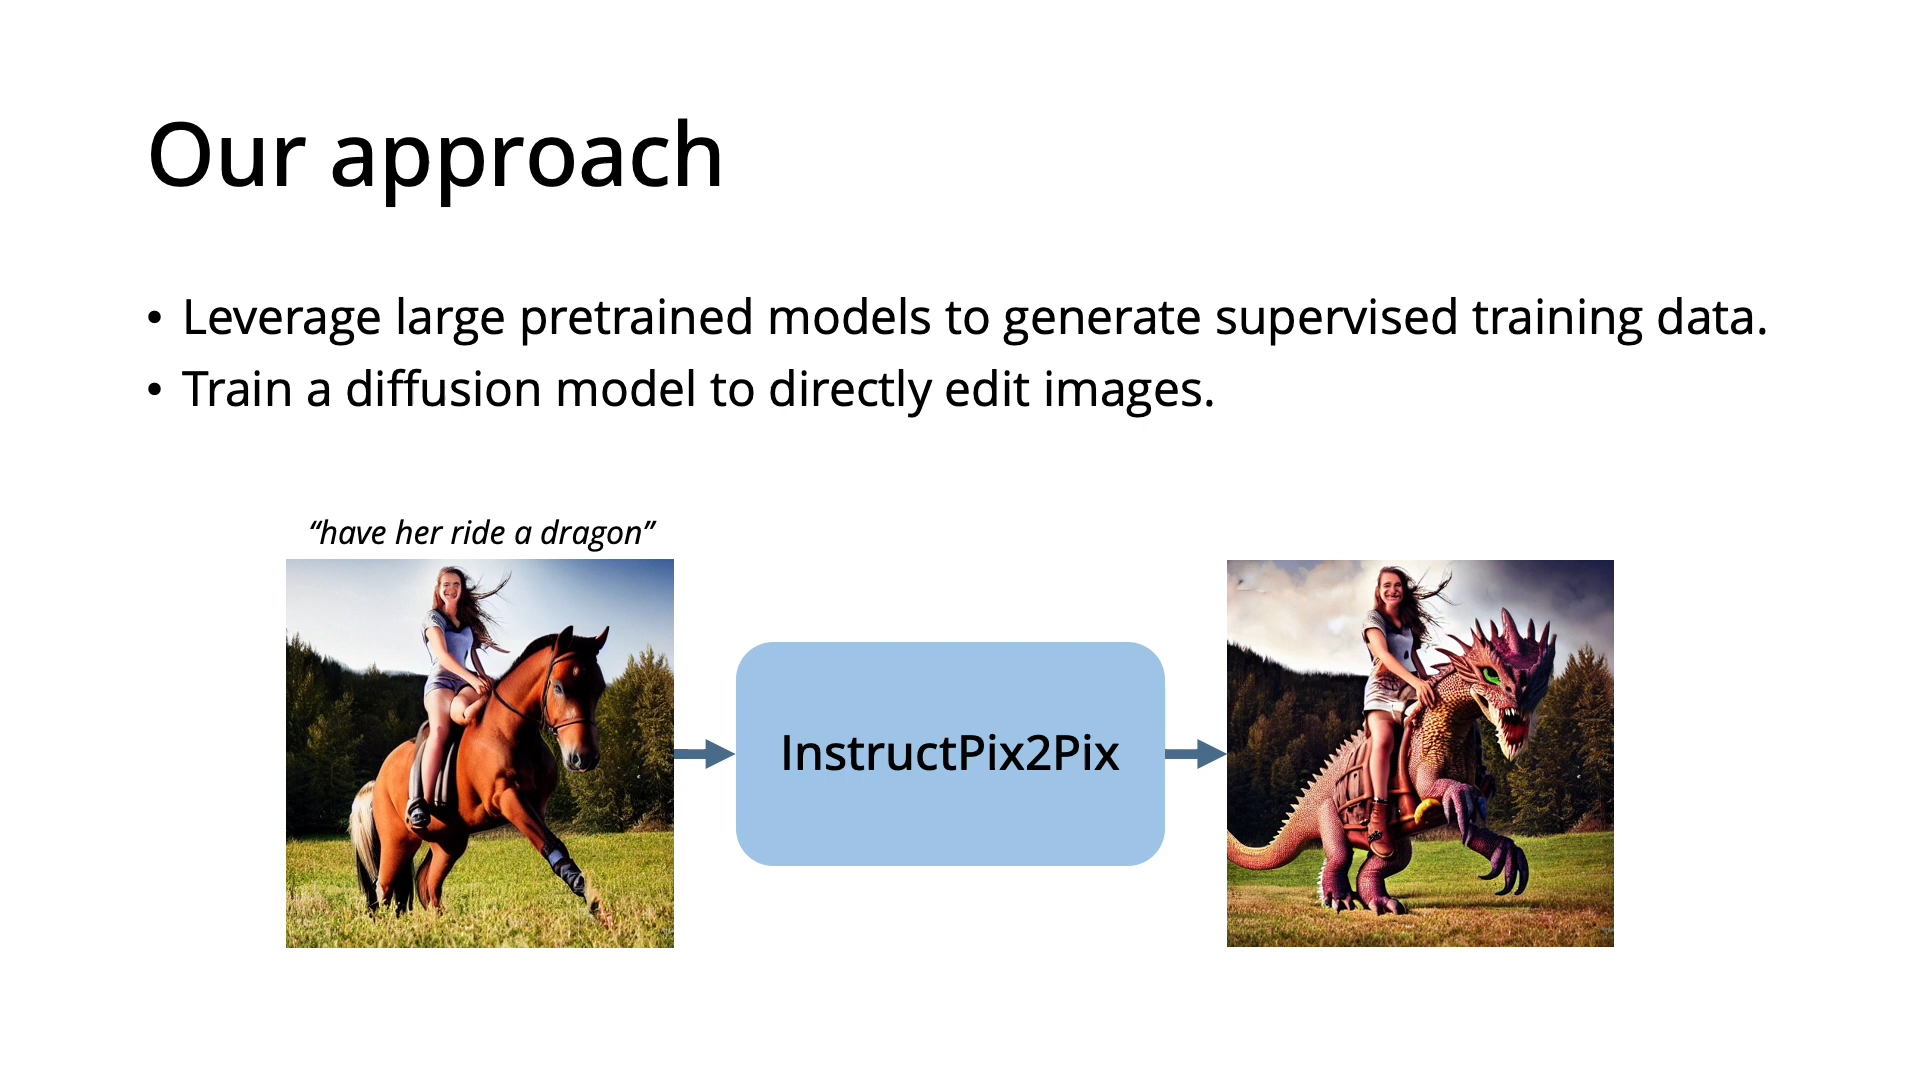 Our approach
• Leverage large pretrained models to generate supervised training data.
• Train a diffusion model to directly edit images.
“have her ride a dragon”
InstructPix2Pix